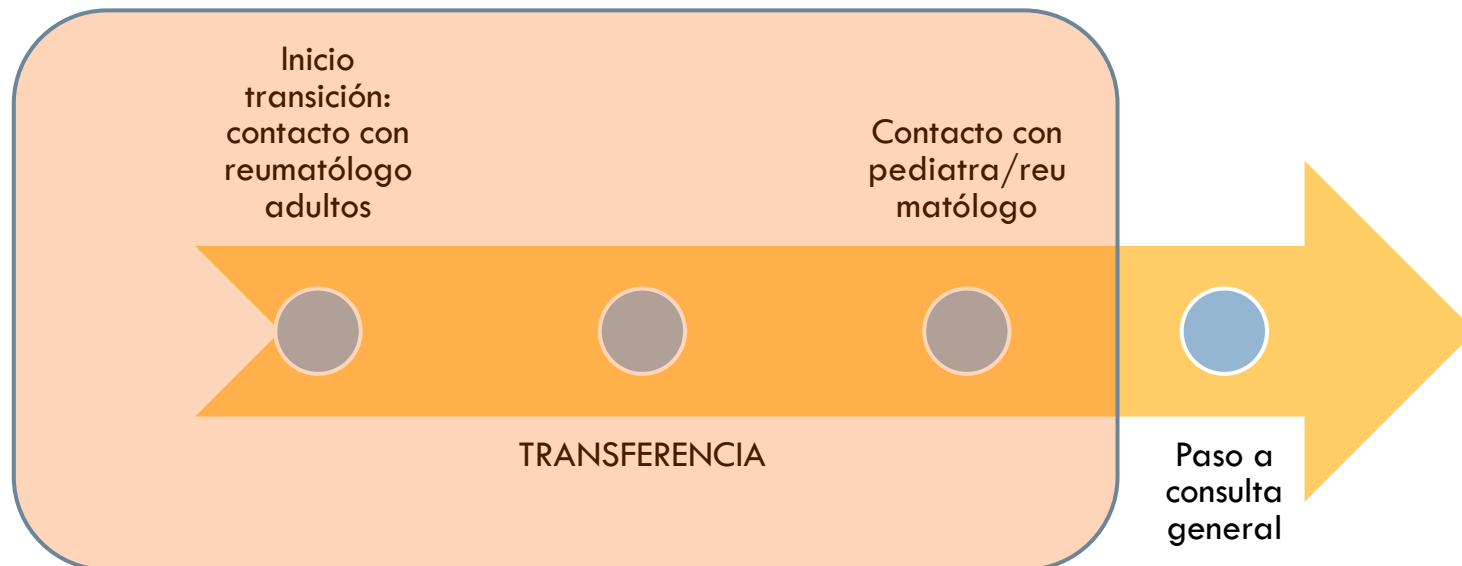 Inicio
transición:
contacto con
reumatólogo
adultos
Contacto con
pediatra/reu
matólogo
TRANSFERENCIA
Paso a
consulta
general